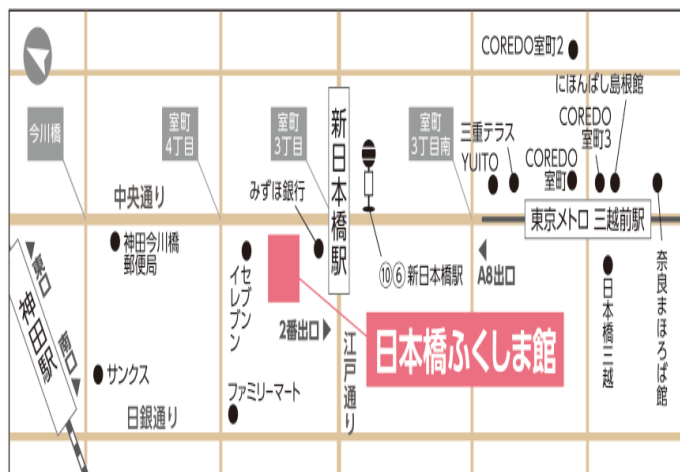 COREDO室町2
にほんばし島根館
今川橋
室町
4丁目
室町
3丁目
新日本橋駅
室町
3丁目南
三重テラス
YUITO
COREDO
室町
COREDO
室町3
中央通り
みずほ銀行
東京メトロ 三越前駅
神田今川橋
郵便局
セブン
イレブン
⑩⑥新日本橋駅
A8出口
東口
神田駅
南口
2番出口
江戸通り
日本橋ふくしま館
日本橋三越
奈良まほろば館
サンクス
ファミリーマート
日銀通り